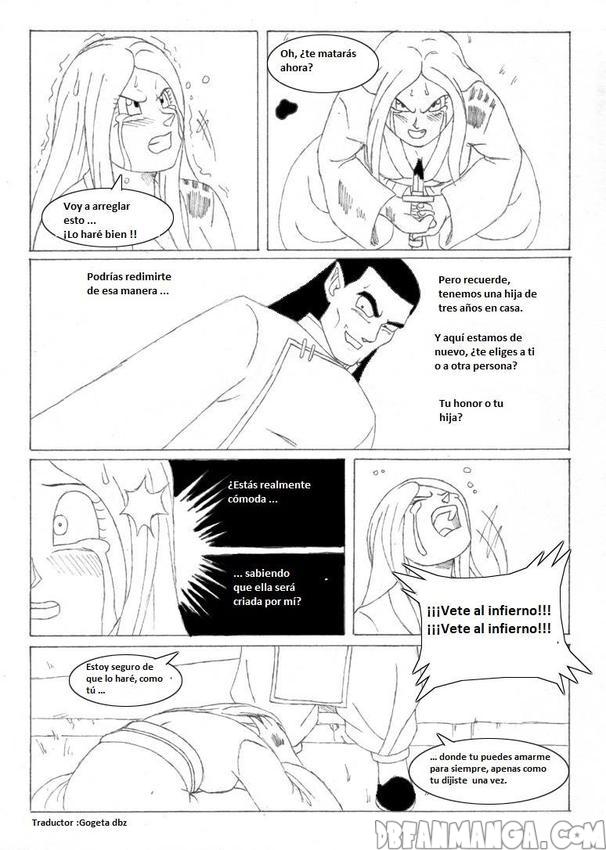 Voy a arreglar
esto ...
¡Lo haré bien !!
Oh, ¿te matarás
ahora?
Podrías redimirte
de esa manera ...
Pero recuerde,
tenemos una hija de
tres años en casa.
Y aquí estamos de
nuevo, ¿te eliges a ti
o a otra persona?
Tu honor o tu
hija?
¿Estás realmente
cómoda ...
... sabiendo
que ella será
criada por mí?
¡¡¡Vete al infierno!!!
¡¡¡Vete al infierno!!!
Estoy seguro de
que lo haré, como
tú ...
... donde tu puedes amarme
para siempre, apenas como
tu dijiste una vez.
Traductor :Gogeta dbz
DBFANMANGA.COM